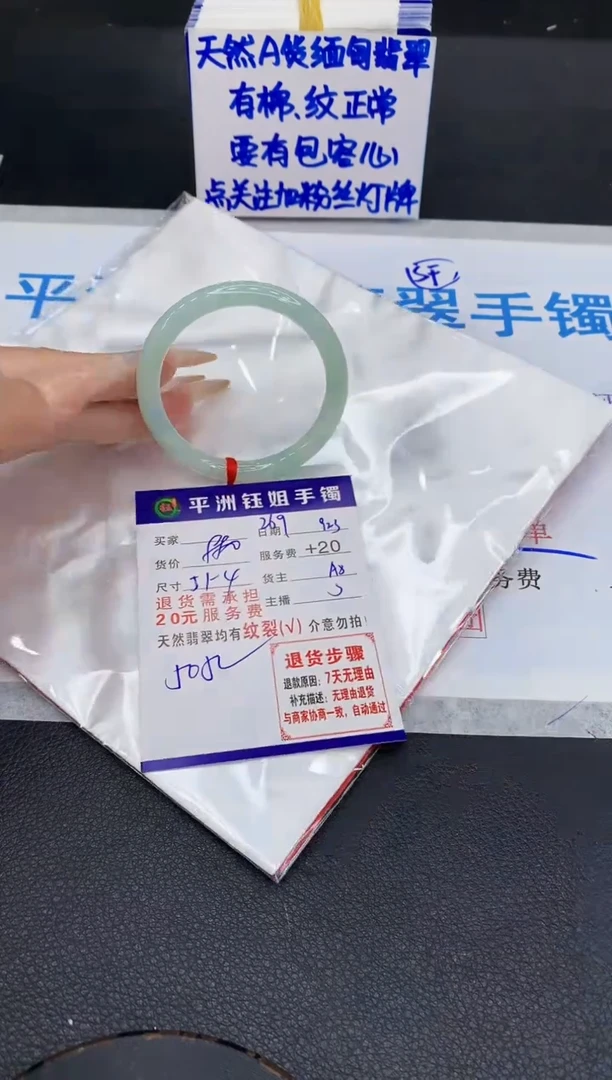 天然A货缅甸翡翠
有棉、纹正常
要有包容心
点关注加粉丝灯牌
平
翠手镯
平洲钰姐手镯
买家 日期
货价 服务费 +20
尺寸 51-4 货主 A8
退货需承担 主播
20元服务费
天然翡翠均有纹裂(√) 介意勿拍!
退货步骤
退款原因: 7天无理由
补充描述: 无理由退货
与商家协商一致,自动通过
单
务费